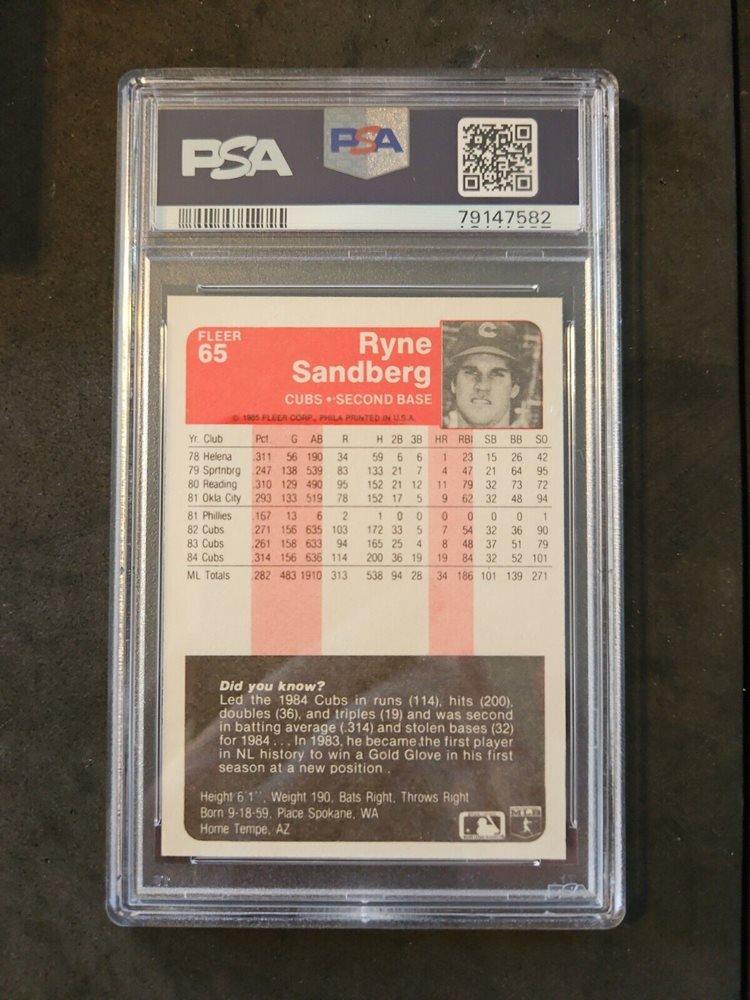 PSA PSA
79147582
FLEER
65
Ryne
Sandberg
CUBS • SECOND BASE
© 1985 FLEER CORP., PHILA PRINTED IN U.S.A.
Yr. Club Pct. G AB R H 2B 3B HR RBI SB BB SO
78 Helena .311 56 190 34 59 6 6 1 23 15 26 42
79 Sprtnbrg .247 138 539 83 133 21 7 4 47 21 64 95
80 Reading .310 129 490 95 152 21 12 11 79 32 73 72
81 Okla City .293 133 519 78 152 17 5 9 62 32 48 94
81 Phillies .167 13 6 2 1 0 0 0 0 0 0 1
82 Cubs .271 156 635 103 172 33 5 7 54 32 36 90
83 Cubs .261 158 633 94 165 25 4 8 48 37 51 79
84 Cubs .314 156 636 114 200 36 19 19 84 32 52 101
ML Totals .282 483 1910 313 538 94 28 34 186 101 139 271
Did you know?
Led the 1984 Cubs in runs (114), hits (200),
doubles (36), and triples (19) and was second
in batting average (.314) and stolen bases (32)
for 1984 . . . In 1983, he became the first player
in NL history to win a Gold Glove in his first
season at a new position .
Height 6'1", Weight 190, Bats Right, Throws Right
Born 9-18-59, Place Spokane, WA
Home Tempe, AZ
MLB
PSA